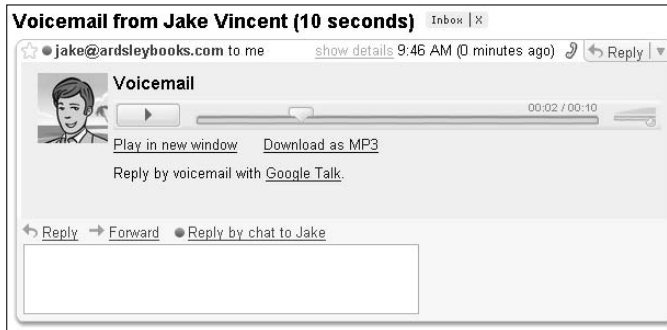 Voicemail from Jake Vincent (10 seconds) Inbox | X
jake@ardsleybooks.com to me show details 9:46 AM (0 minutes ago) Reply
Voicemail
00:02 / 00:10
Play in new window Download as MP3
Reply by voicemail with Google Talk.
Reply Forward Reply by chat to Jake